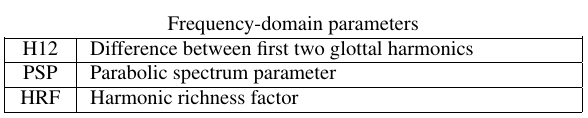 Frequency-domain parameters
H12 Difference between first two glottal harmonics
PSP Parabolic spectrum parameter
HRF Harmonic richness factor